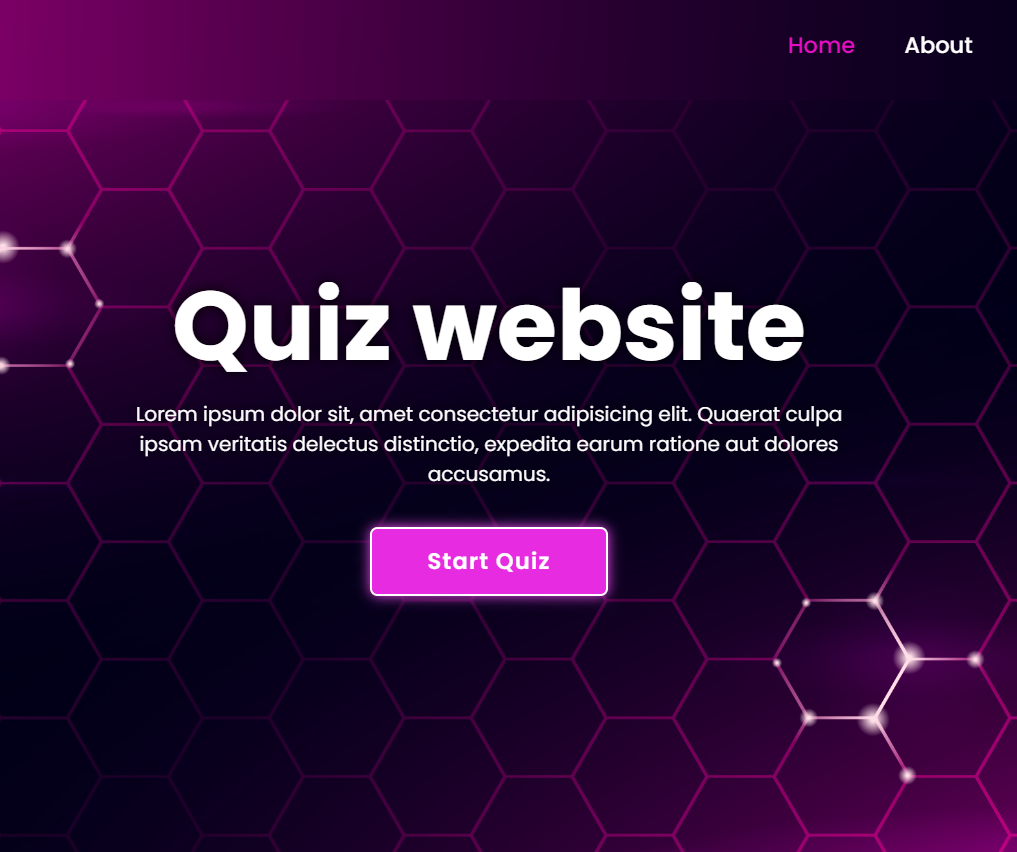 Home About
Quiz website
Lorem ipsum dolor sit, amet consectetur adipisicing elit. Quaerat culpa
ipsam veritatis delectus distinctio, expedita earum ratione aut dolores
accusamus.
Start Quiz